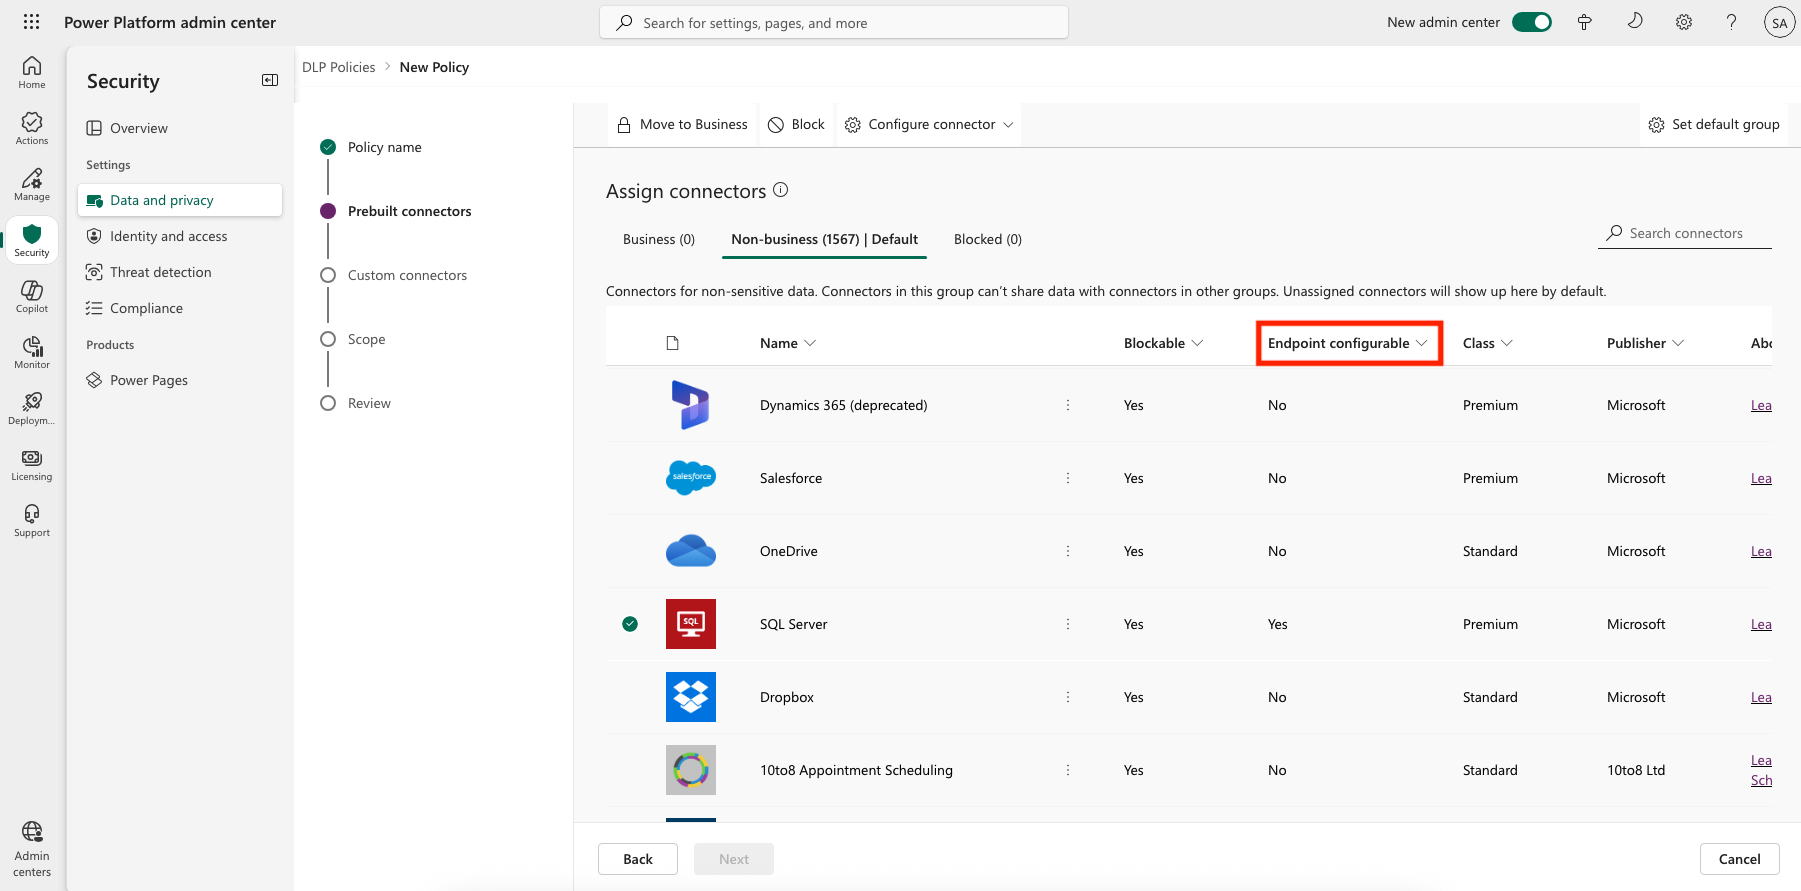 Power Platform admin center
Search for settings, pages, and more
New admin center
SA
Home
Actions
Manage
Security
Copilot
Monitor
Deploym...
Licensing
Support
Admin
centers
Security
Overview
Settings
Data and privacy
Identity and access
Threat detection
Compliance
Products
Power Pages
DLP Policies > New Policy
Policy name
Prebuilt connectors
Custom connectors
Scope
Review
Move to Business
Block
Configure connector
Set default group
Assign connectors
Business (0)
Non-business (1567) | Default
Blocked (0)
Search connectors
Connectors for non-sensitive data. Connectors in this group can't share data with connectors in other groups. Unassigned connectors will show up here by default.
Name Blockable Endpoint configurable Class Publisher Abo
Dynamics 365 (deprecated) Yes No Premium Microsoft Lea
salesforce Salesforce Yes No Premium Microsoft Lea
OneDrive Yes No Standard Microsoft Lea
SQL SQL Server Yes Yes Premium Microsoft Lea
Dropbox Yes No Standard Microsoft Lea
10to8 Appointment Scheduling Yes No Standard 10to8 Ltd Lea
Sch
Back
Next
Cancel